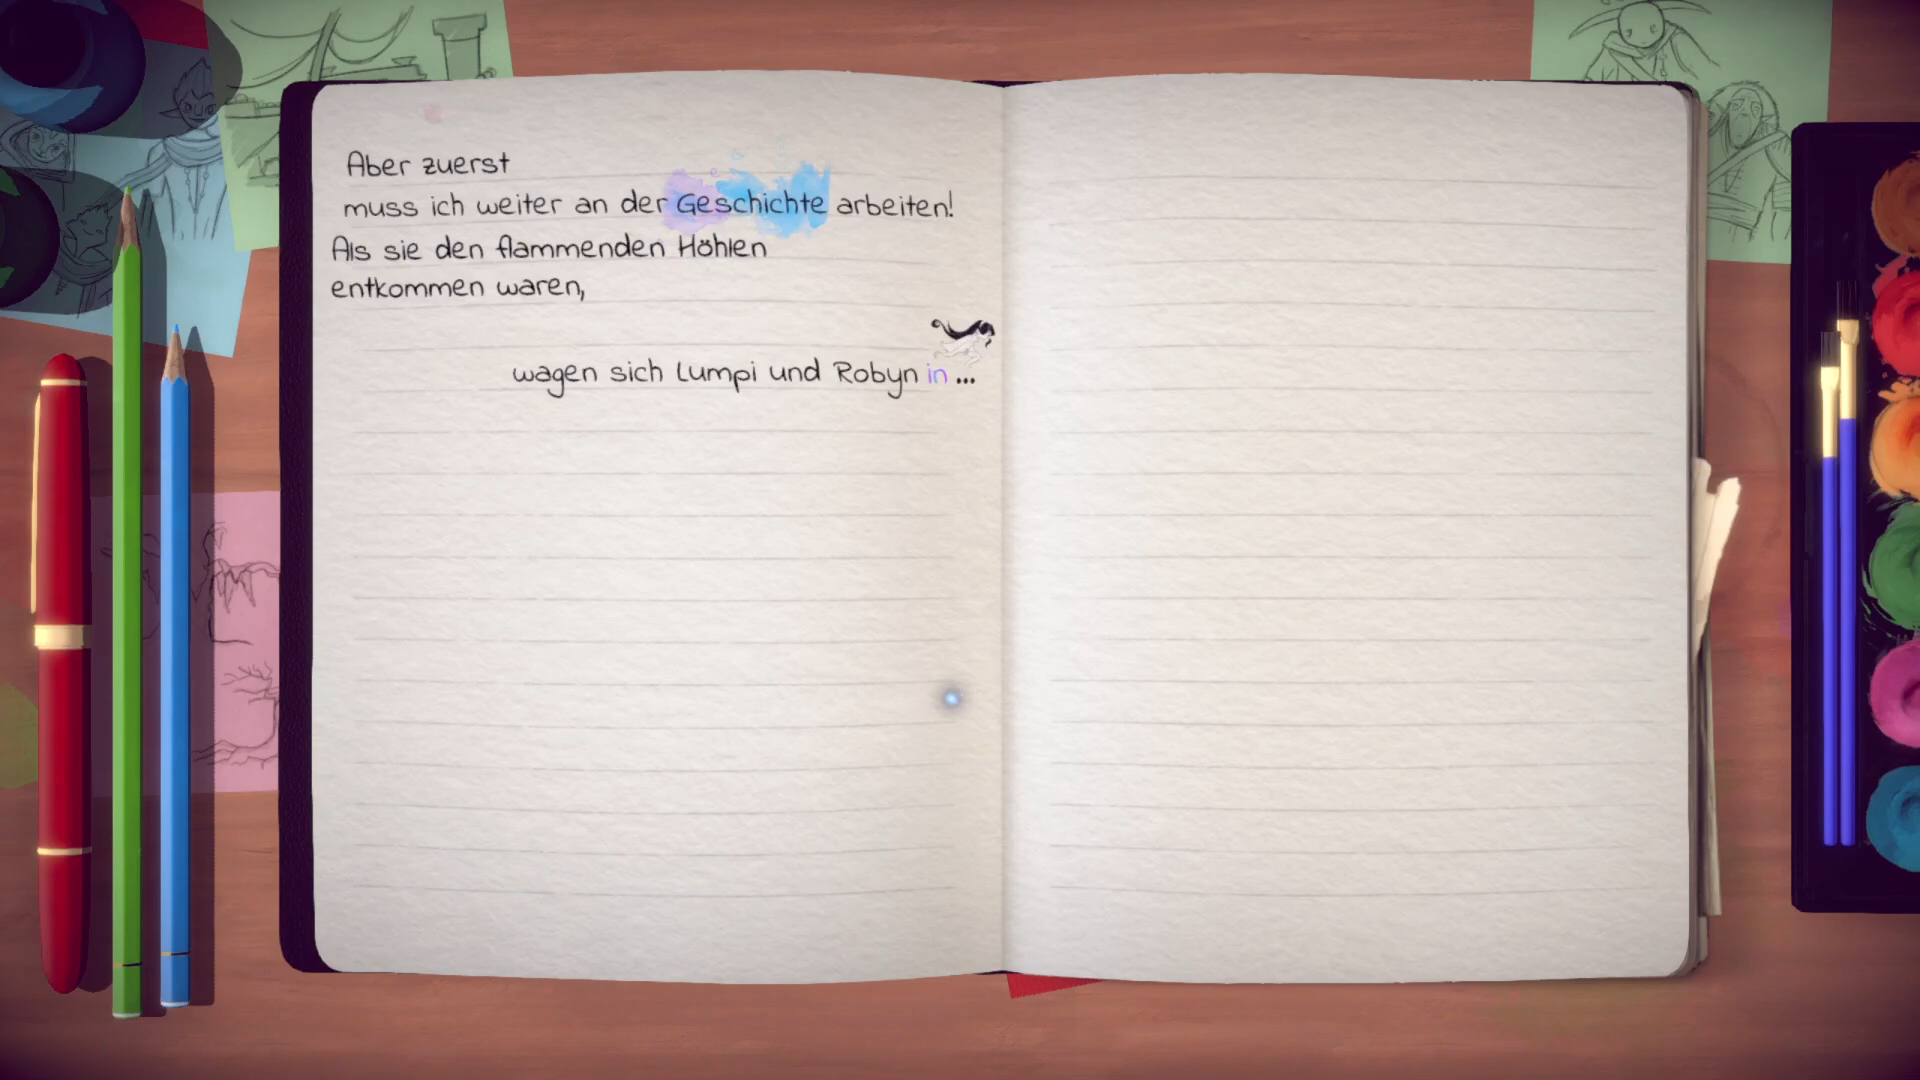 Aber zuerst
muss ich weiter an der Geschichte arbeiten!
Als sie den flammenden Höhlen
entkommen waren,
wagen sich Lumpi und Robyn in ...